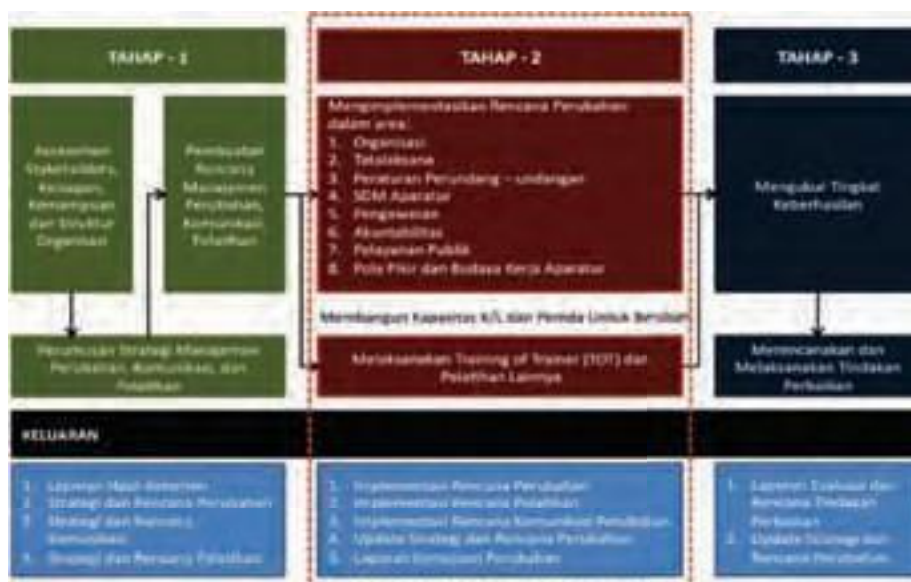 TAHAP - 1
Assesmen
Stakeholders,
Kesiapan,
Kemampuan
dan Struktur
Organisasi
Pembuatan
Rencana
Manajemen
Perubahan,
Komunikasi
Pelatihan
Perumusan Strategi Manajemen
Perubahan, Komunikasi, dan
Pelatihan
TAHAP - 2
Mengimplementasikan Rencana Perubahan
dalam area:
1. Organisasi
2. Tatalaksana
3. Peraturan Perundang – undangan
4. SDM Aparatur
5. Pengawasan
6. Akuntabilitas
7. Pelayanan Publik
8. Pola Pikir dan Budaya Kerja Aparatur
Membangun Kapasitas K/L dan Pemda Untuk Berubah
Melaksanakan Training of Trainer (TOT) dan
Pelatihan Lainnya
TAHAP - 3
Mengukur Tingkat
Keberhasilan
Merencanakan dan
Melaksanakan Tindakan
Perbaikan
KELUARAN
1. Laporan Hasil Asesmen
2. Strategi dan Rencana Perubahan
3. Strategi dan Rencana
Komunikasi
4. Strategi dan Rencana Pelatihan
1. Implementasi Rencana Perubahan
2. Implementasi Rencana Pelatihan
3. Implementasi Rencana Komunikasi Perubahan
4. Update Strategi dan Rencana Perubahan
5. Laporan Kemajuan Perubahan
1. Laporan Evaluasi dan
Rencana Tindakan
Perbaikan
2. Update Strategi dan
Rencana Perubahan